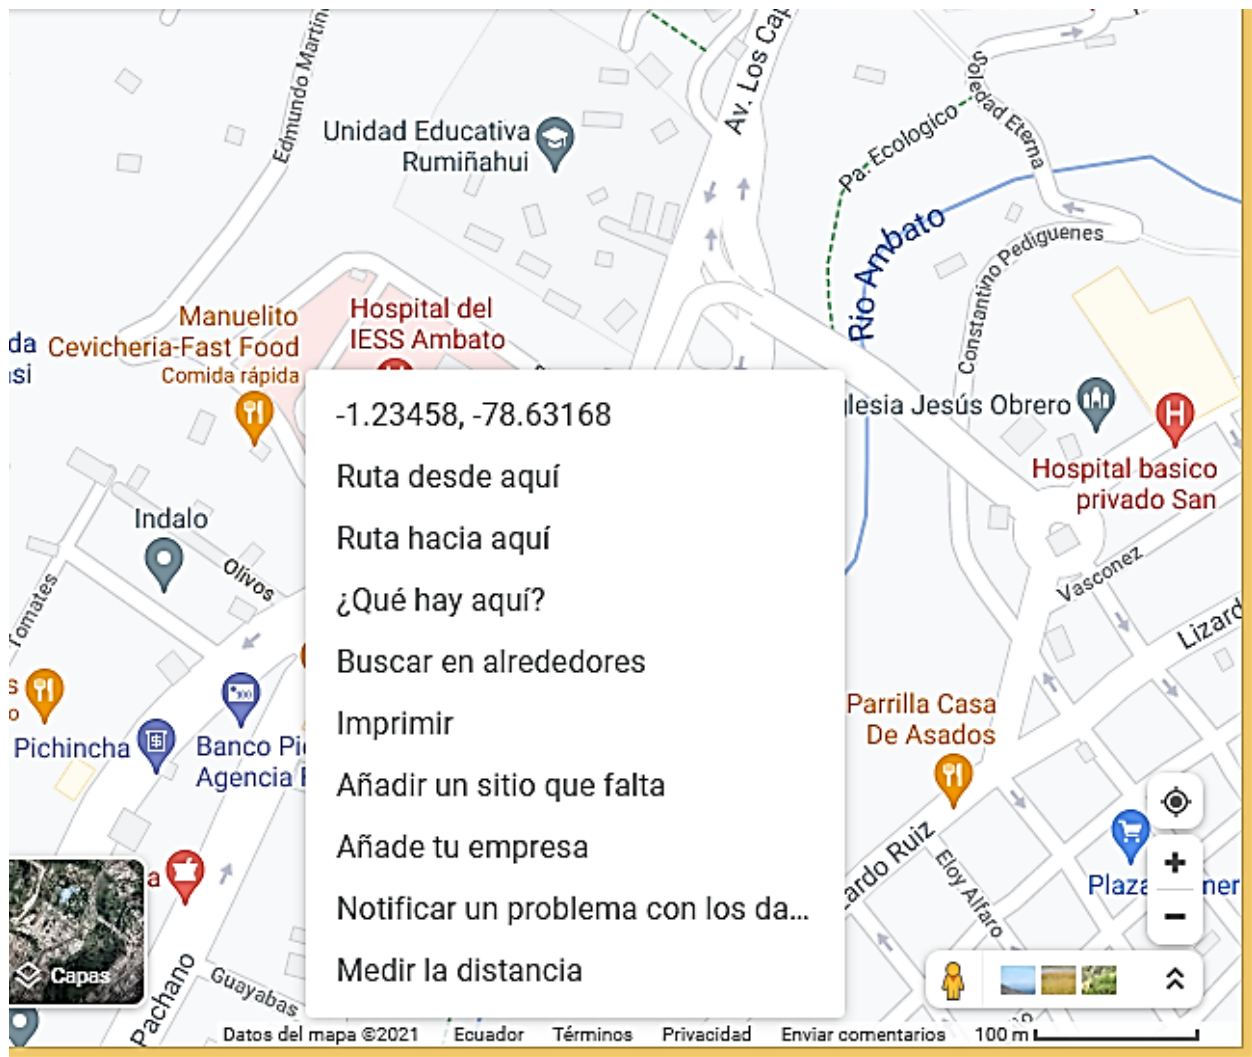 Edmundo Martín
Av. Los Cap
Soledad Eterna
Pa. Ecologico
Unidad Educativa
Rumiñahui
Rio Ambato
Constantino Pediguenes
Manuelito
Cevicheria-Fast Food
Comida rápida
Hospital del
IESS Ambato
da
si
-1.23458, -78.63168
Ruta desde aquí
Ruta hacia aquí
¿Qué hay aquí?
Buscar en alrededores
Imprimir
Añadir un sitio que falta
Añade tu empresa
Notificar un problema con los da...
Medir la distancia
lesia Jesús Obrero
Hospital basico
privado San
Indalo
Olivos
Tomates
Vasconez
Lizard
Parrilla Casa
De Asados
Pichincha
Banco Pi
Agencia
ardo Ruiz
Eloy Alfaro
Plaza
ner
a
Capas
Pachano
Guayabas
Datos del mapa ©2021
Ecuador
Términos
Privacidad
Enviar comentarios
100 m